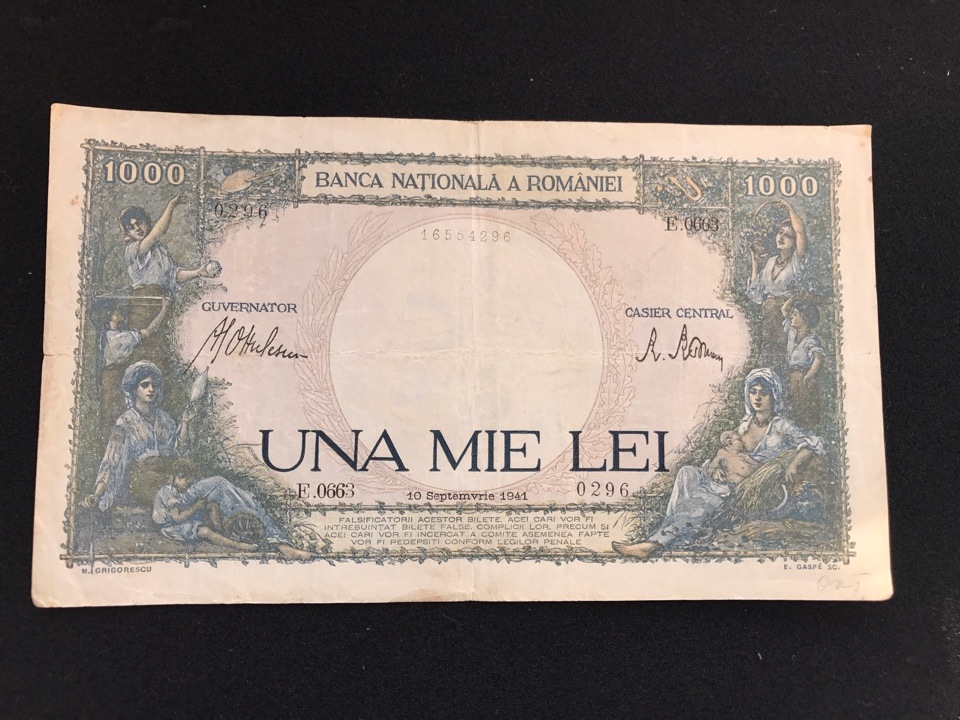 1000
BANCA NAŢIONALĂ A ROMÂNIEI
1000
0296
E.0663
16554296
GUVERNATOR
CASIER CENTRAL
UNA MIE LEI
E.0663
10 Septemvrie 1941
0296
FALSIFICATORII ACESTOR BILETE, ACEI CARI VOR FI
INTREBUINȚAT BILETE FALSE, COMPLICII LOR, PRECUM ȘI
ACEI CARI VOR FI INCERCAT A COMITE ASEMENEA FAPTE
VOR FI PEDEPSIȚI CONFORM LEGILOR PENALE
N. GRIGORESCU
E. GASPÉ SC.